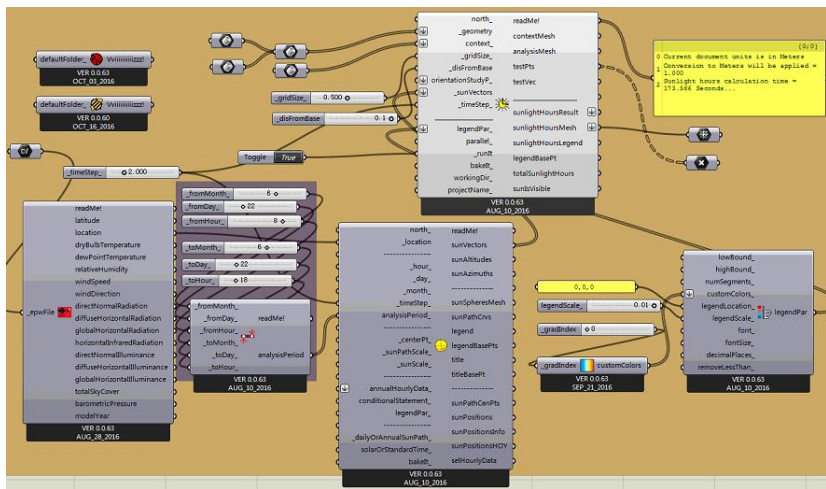 defaultFolder_ Vviiiiiiizzz!
VER 0.0.63
OCT_03_2016
defaultFolder_ Vviiiiiiizzz!
VER 0.0.60
OCT_16_2016
_gridSize_ 0.500
_disFromBase 0.1
Toggle True
_timeStep_ 2.000
north_
_geometry
context_
_gridSize_
_disFromBase
orientationStudyP_
_sunVectors
_timeStep_
legendPar_
parallel_
_runIt
bakeIt_
workingDir_
projectName_
readMe!
contextMesh
analysisMesh
testPts
testVec
sunlightHoursResult
sunlightHoursMesh
sunlightHoursLegend
legendBasePt
totalSunlightHours
sunIsVisible
VER 0.0.63
AUG_10_2016
{0;0}
0 Current document units is in Meters
1 Conversion to Meters will be applied =
1.000
2 Sunlight hours calculation time =
173.586 Seconds...
_epwFile
readMe!
latitude
location
dryBulbTemperature
dewPointTemperature
relativeHumidity
windSpeed
windDirection
directNormalRadiation
diffuseHorizontalRadiation
globalHorizontalRadiation
horizontalInfraredRadiation
directNormalIlluminance
diffuseHorizontalIlluminance
globalHorizontalIlluminance
totalSkyCover
barometricPressure
modelYear
VER 0.0.63
AUG_28_2016
_fromMonth_ 6
_fromDay_ 22
_fromHour_ 8
_toMonth_ 6
_toDay_ 22
_toHour_ 18
_fromMonth_
_fromDay_
_fromHour_
_toMonth_
_toDay_
_toHour_
readMe!
analysisPeriod
VER 0.0.63
AUG_10_2016
north_
_location
_hour_
_day_
_month_
_timeStep_
analysisPeriod_
_centerPt_
_sunPathScale_
_sunScale_
annualHourlyData_
conditionalStatement_
legendPar_
_dailyOrAnnualSunPath_
solarOrStandardTime_
bakeIt_
readMe!
sunVectors
sunAltitudes
sunAzimuths
sunSpheresMesh
sunPathCrvs
legend
legendBasePts
title
titleBasePt
sunPathCenPts
sunPositions
sunPositionsInfo
sunPositionsHOY
selHourlyData
VER 0.0.63
AUG_10_2016
0,0,0
legendScale_ 0.01
_gradIndex 0
_gradIndex customColors
VER 0.0.63
SEP_21_2016
lowBound_
highBound_
numSegments_
customColors_
legendLocation_
legendScale_
font_
fontSize_
decimalPlaces_
removeLessThan_
legendPar
VER 0.0.63
AUG_10_2016